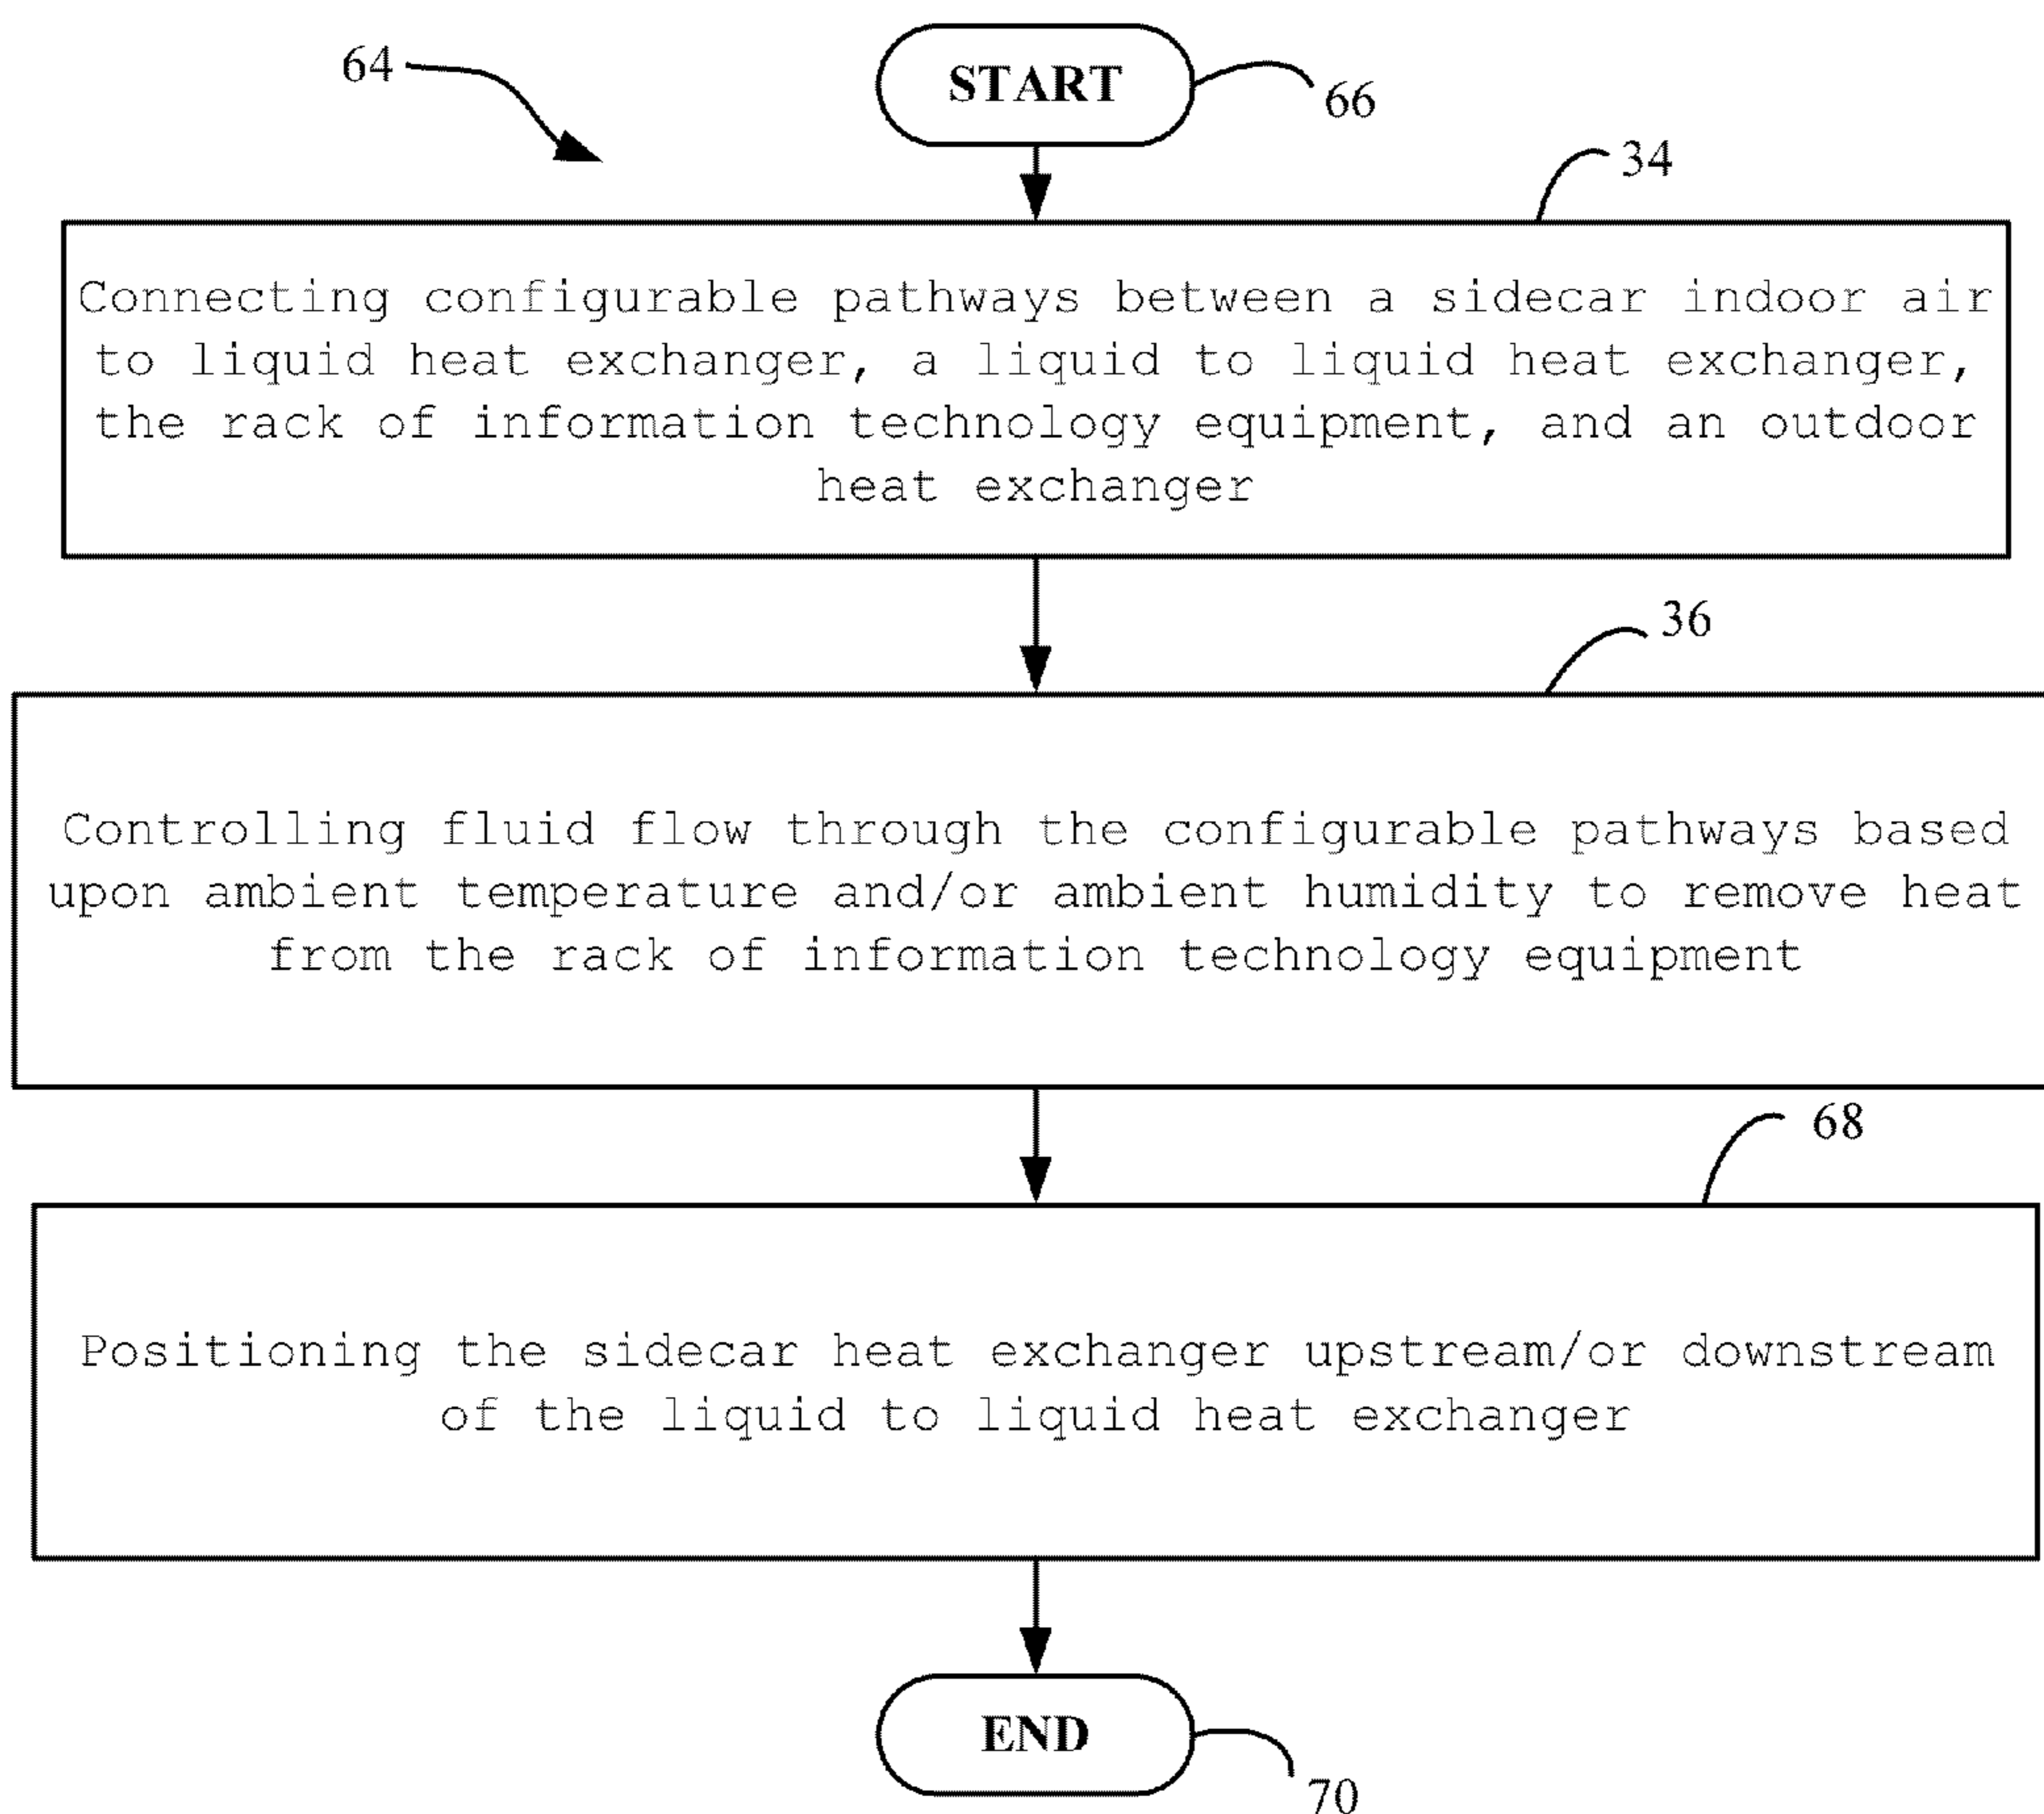 64
START
66
34
Connecting configurable pathways between a sidecar indoor air
to liquid heat exchanger, a liquid to liquid heat exchanger,
the rack of information technology equipment, and an outdoor
heat exchanger
36
Controlling fluid flow through the configurable pathways based
upon ambient temperature and/or ambient humidity to remove heat
from the rack of information technology equipment
68
Positioning the sidecar heat exchanger upstream/or downstream
of the liquid to liquid heat exchanger
END
70